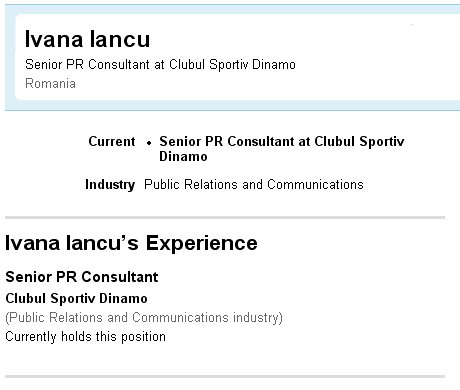 Ivana Iancu
Senior PR Consultant at Clubul Sportiv Dinamo
Romania
Current • Senior PR Consultant at Clubul Sportiv
Dinamo
Industry Public Relations and Communications
Ivana Iancu's Experience
Senior PR Consultant
Clubul Sportiv Dinamo
(Public Relations and Communications industry)
Currently holds this position